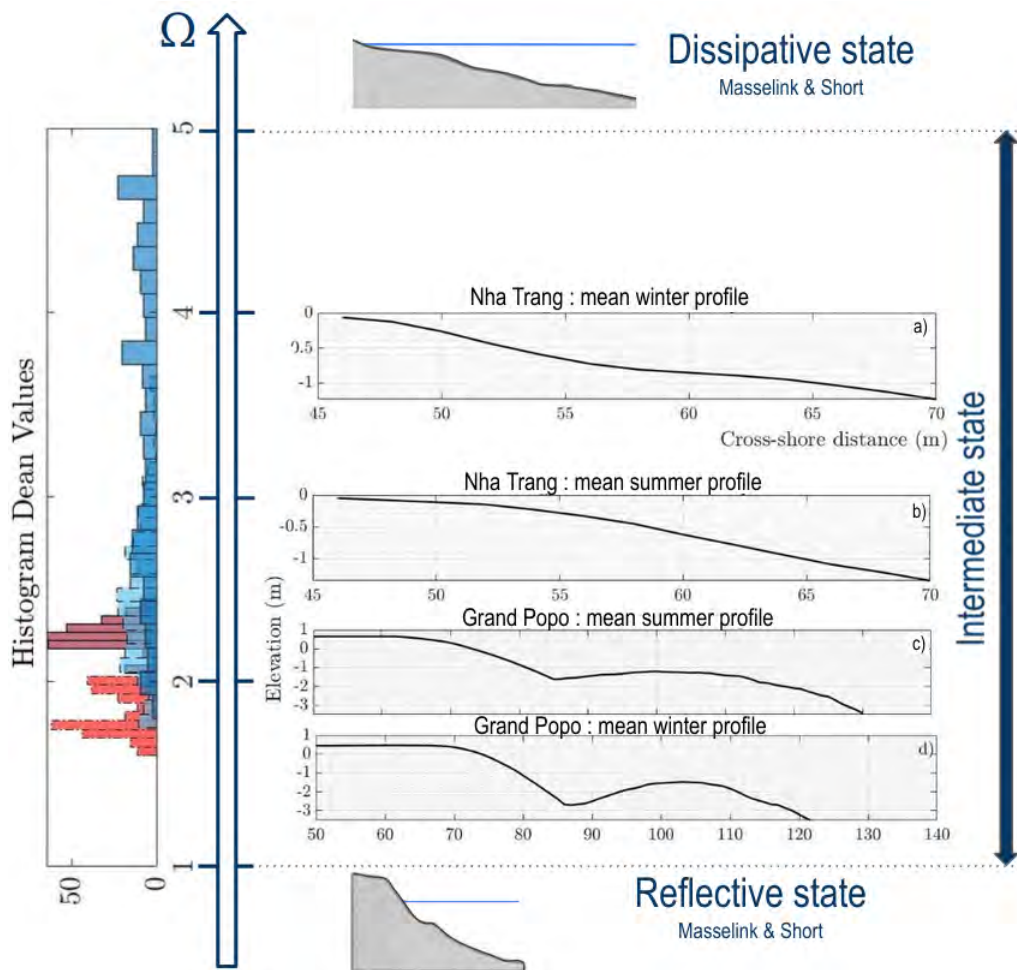 Ω
Dissipative state
Masselink & Short
Histogram Dean Values
50
0
5
4
3
2
1
Nha Trang : mean winter profile
a)
0
0.5
-1
45
50
55
60
65
70
Cross-shore distance (m)
Nha Trang : mean summer profile
b)
0
-0.5
-1
45
50
55
60
65
70
Elevation (m)
Grand Popo : mean summer profile
c)
1
0
-1
-2
-3
Grand Popo : mean winter profile
d)
1
0
-1
-2
-3
50
60
70
80
90
100
110
120
130
140
Intermediate state
Reflective state
Masselink & Short